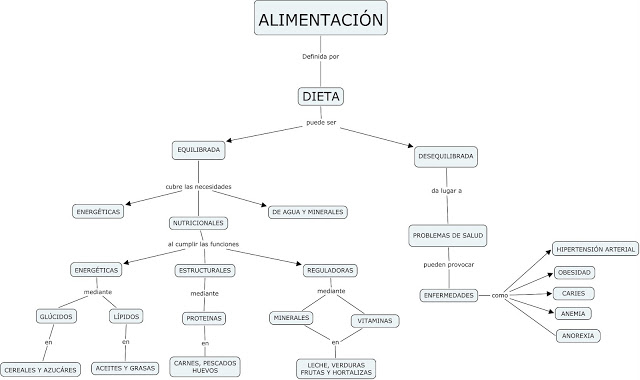 ALIMENTACIÓN
Definida por
DIETA
puede ser
EQUILIBRADA
DESEQUILIBRADA
cubre las necesidades
da lugar a
ENERGÉTICAS
DE AGUA Y MINERALES
NUTRICIONALES
PROBLEMAS DE SALUD
al cumplir las funciones
pueden provocar
ENERGÉTICAS
ESTRUCTURALES
REGULADORAS
HIPERTENSIÓN ARTERIAL
OBESIDAD
mediante
mediante
mediante
ENFERMEDADES
como
CARIES
ANEMIA
ANOREXIA
GLÚCIDOS
LÍPIDOS
PROTEINAS
MINERALES
VITAMINAS
en
en
en
en
CEREALES Y AZUCÁRES
ACEITES Y GRASAS
CARNES, PESCADOS
HUEVOS
LECHE, VERDURAS
FRUTAS Y HORTALIZAS